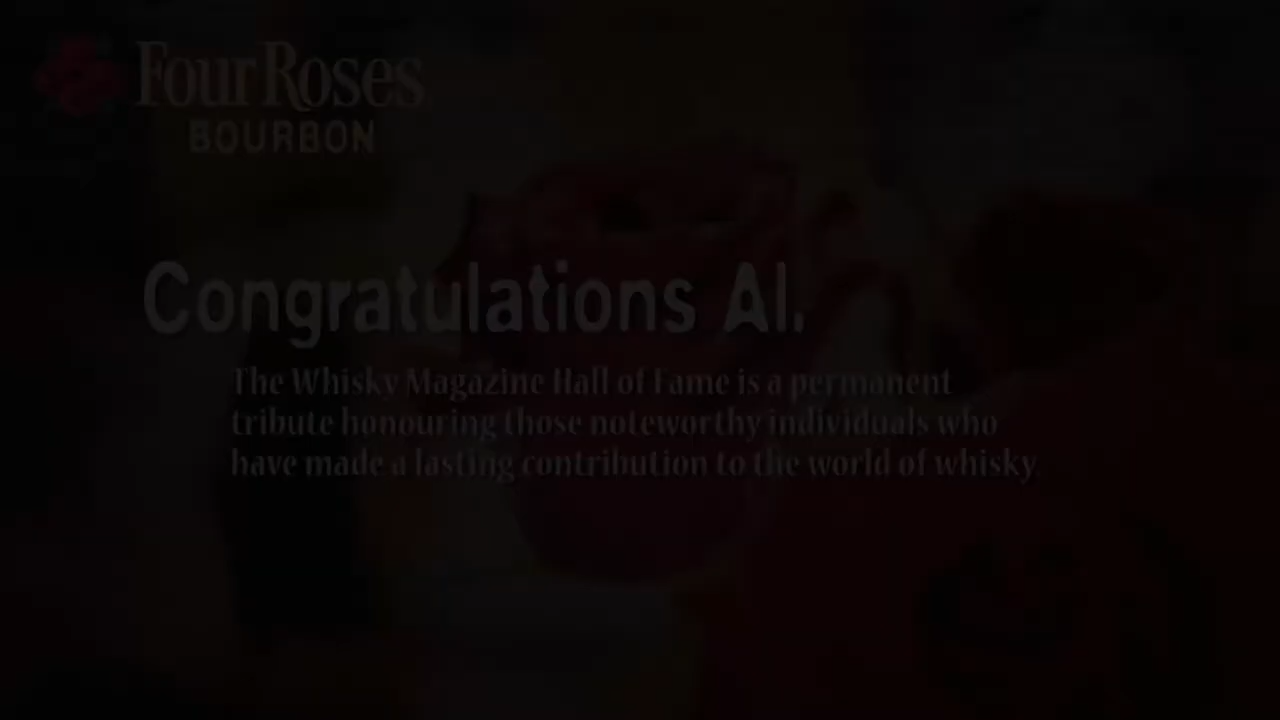 Four Roses
BOURBON
Congratulations Al.
The Whisky Magazine Hall of Fame is a permanent
tribute honouring those noteworthy individuals who
have made a lasting contribution to the world of whisky